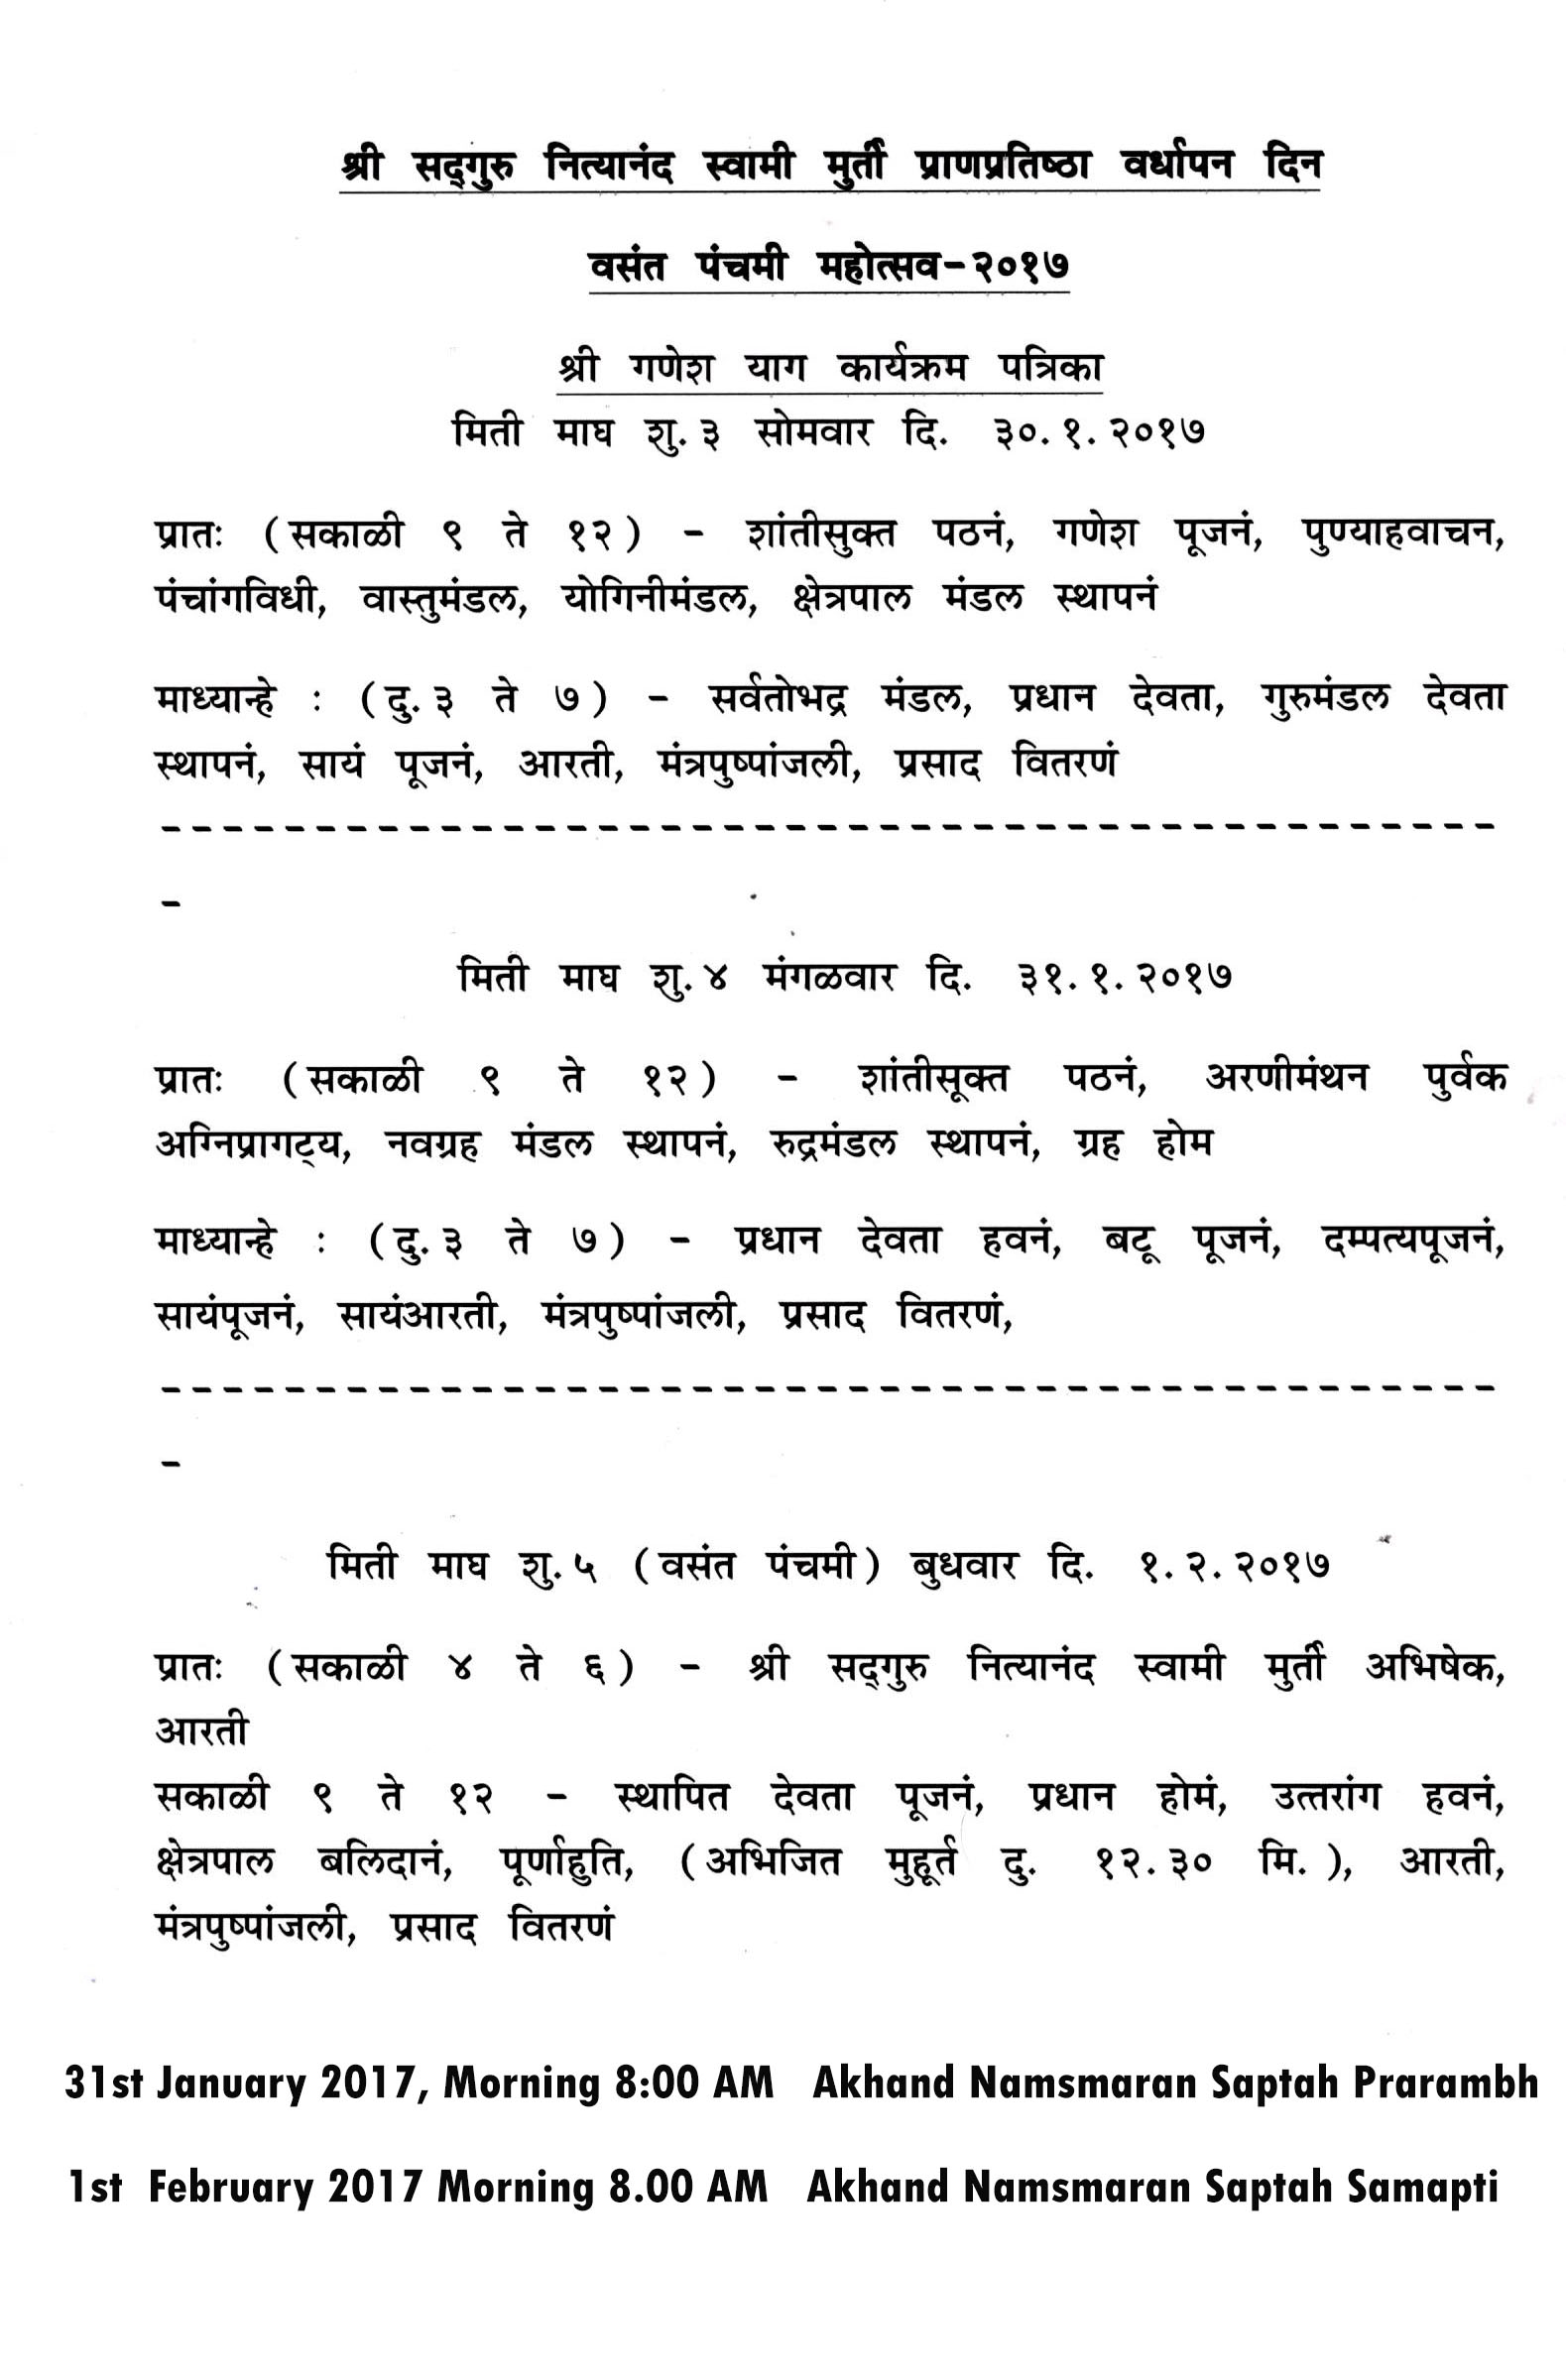 श्री सद्‌गुरु नित्यानंद स्वामी मुर्ती प्राणप्रतिष्ठा वर्धापन दिन
वसंत पंचमी महोत्सव-२०१७
श्री गणेश याग कार्यक्रम पत्रिका
मिती माघ शु.३ सोमवार दि. ३०.१.२०१७
प्रातः (सकाळी ९ ते १२) - शांतीसुक्त पठनं, गणेश पूजनं, पुण्याहवाचन,
पंचांगविधी, वास्तुमंडल, योगिनीमंडल, क्षेत्रपाल मंडल स्थापनं
माध्यान्हे : (दु.३ ते ७) - सर्वतोभद्र मंडल, प्रधान देवता, गुरुमंडल देवता
स्थापनं, सायं पूजनं, आरती, मंत्रपुष्पांजली, प्रसाद वितरणं
-------------------------------------------
-
मिती माघ शु.४ मंगळवार दि. ३१.१.२०१७
प्रातः (सकाळी ९ ते १२) - शांतीसूक्त पठनं, अरणीमंथन पुर्वक
अग्निप्रागट्य, नवग्रह मंडल स्थापनं, रुद्रमंडल स्थापनं, ग्रह होम
माध्यान्हे : (दु.३ ते ७) - प्रधान देवता हवनं, बटू पूजनं, दम्पत्यपूजनं,
सायंपूजनं, सायंआरती, मंत्रपुष्पांजली, प्रसाद वितरणं,
-------------------------------------------
-
मिती माघ शु.५ (वसंत पंचमी) बुधवार दि. १.२.२०१७
प्रातः (सकाळी ४ ते ६) - श्री सद्‌गुरु नित्यानंद स्वामी मुर्ती अभिषेक,
आरती
सकाळी ९ ते १२ - स्थापित देवता पूजनं, प्रधान होमं, उत्तरांग हवनं,
क्षेत्रपाल बलिदानं, पूर्णाहुति, (अभिजित मुहूर्त दु. १२.३० मि.), आरती,
मंत्रपुष्पांजली, प्रसाद वितरणं
31st January 2017, Morning 8:00 AM Akhand Namsmaran Saptah Prarambh
1st February 2017 Morning 8.00 AM Akhand Namsmaran Saptah Samapti